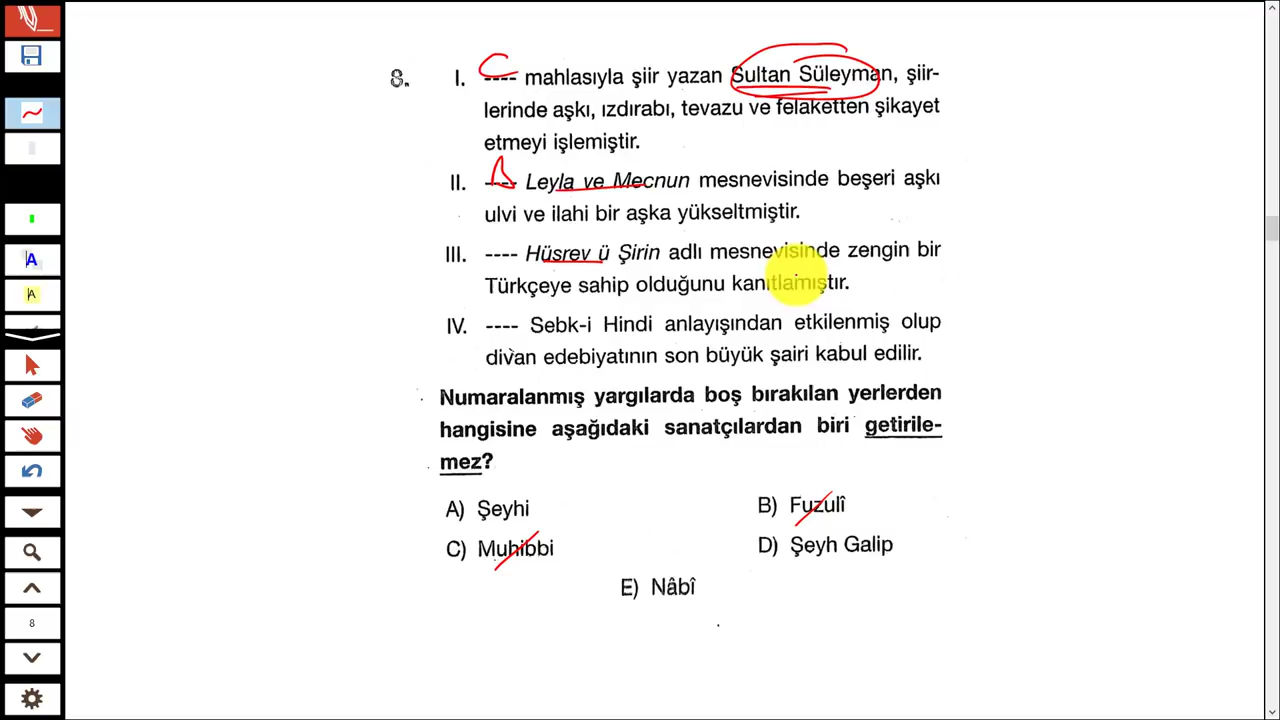 8. I. ---- mahlasıyla şiir yazan Sultan Süleyman, şiir-
lerinde aşkı, ızdırabı, tevazu ve felaketten şikayet
etmeyi işlemiştir.
II. ---- Leyla ve Mecnun mesnevisinde beşeri aşkı
ulvi ve ilahi bir aşka yükseltmiştir.
III. ---- Hüsrev ü Şirin adlı mesnevisinde zengin bir
Türkçeye sahip olduğunu kanıtlamıştır.
IV. ---- Sebk-i Hindi anlayışından etkilenmiş olup
divan edebiyatının son büyük şairi kabul edilir.
Numaralanmış yargılarda boş bırakılan yerlerden
hangisine aşağıdaki sanatçılardan biri getirile-
mez?
A) Şeyhi B) Fuzulî
C) Muhibbi D) Şeyh Galip
E) Nâbî
C
A
A
8